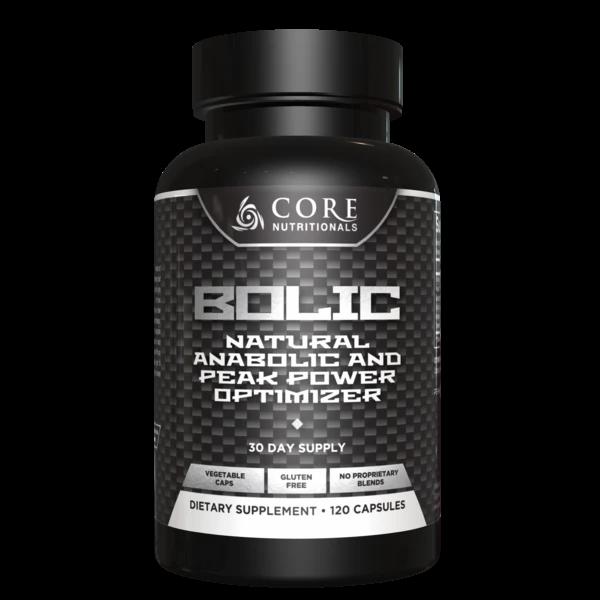 CORE
NUTRITIONALS
BOLIC
NATURAL
ANABOLIC AND
PEAK POWER
OPTIMIZER
30 DAY SUPPLY
VEGETABLE
CAPS
GLUTEN
FREE
NO PROPRIETARY
BLENDS
DIETARY SUPPLEMENT • 120 CAPSULES